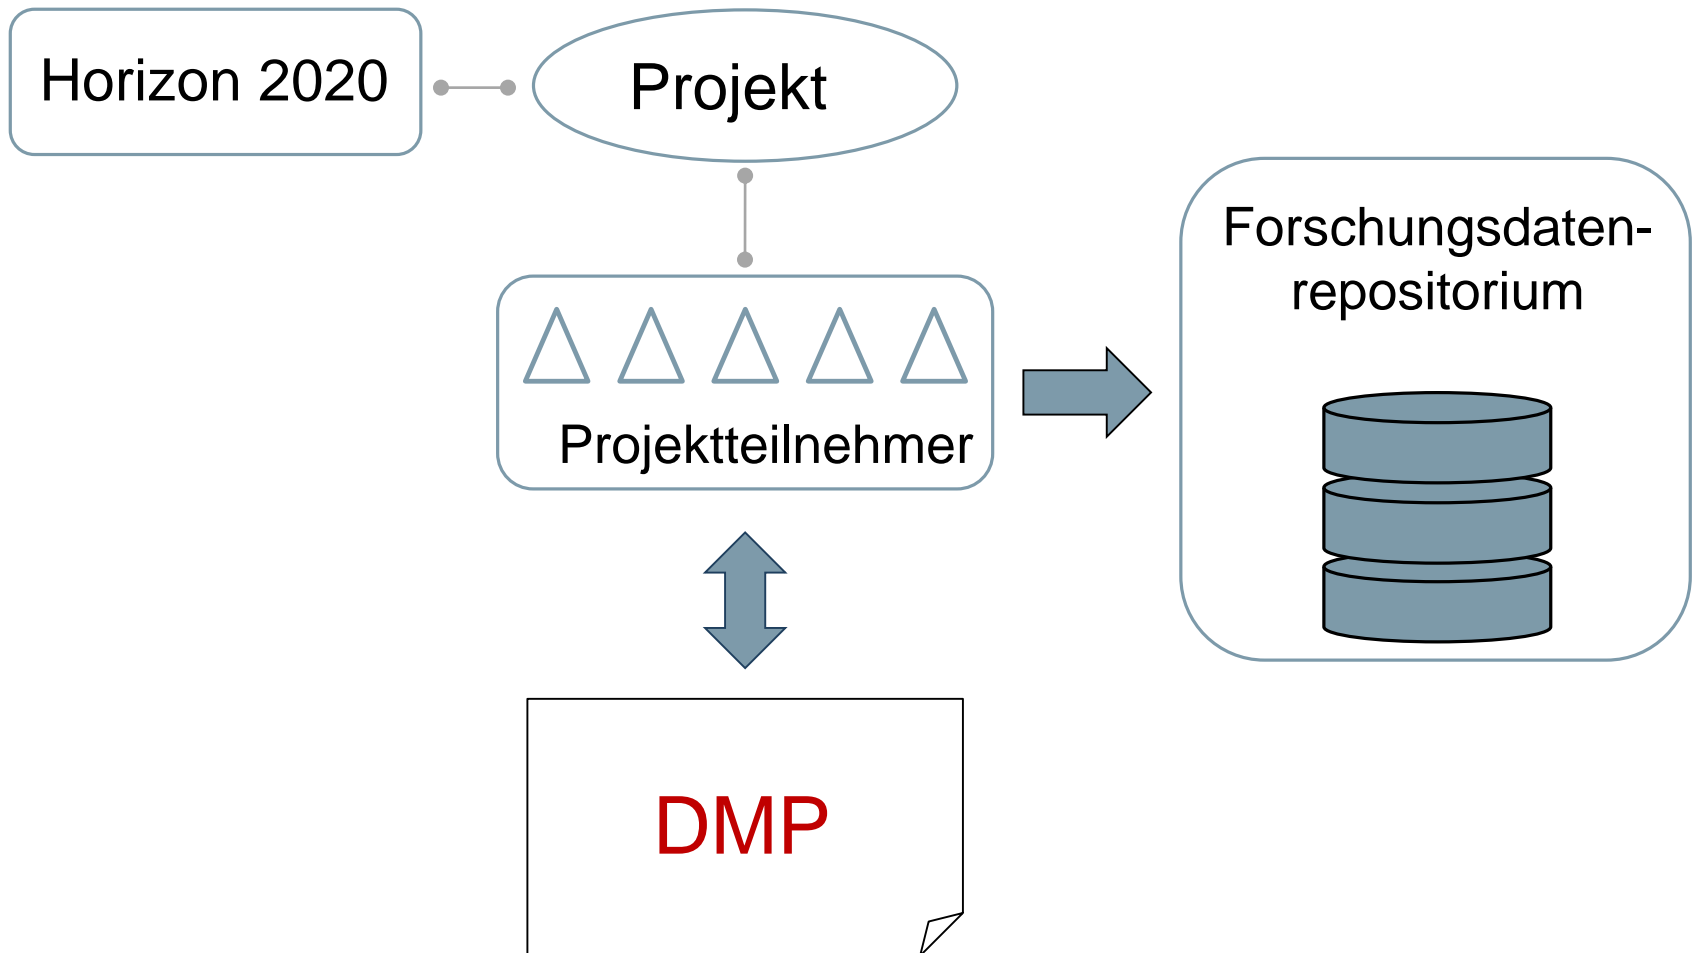 Horizon 2020
Projekt
Forschungsdaten-
repositorium
Projektteilnehmer
DMP